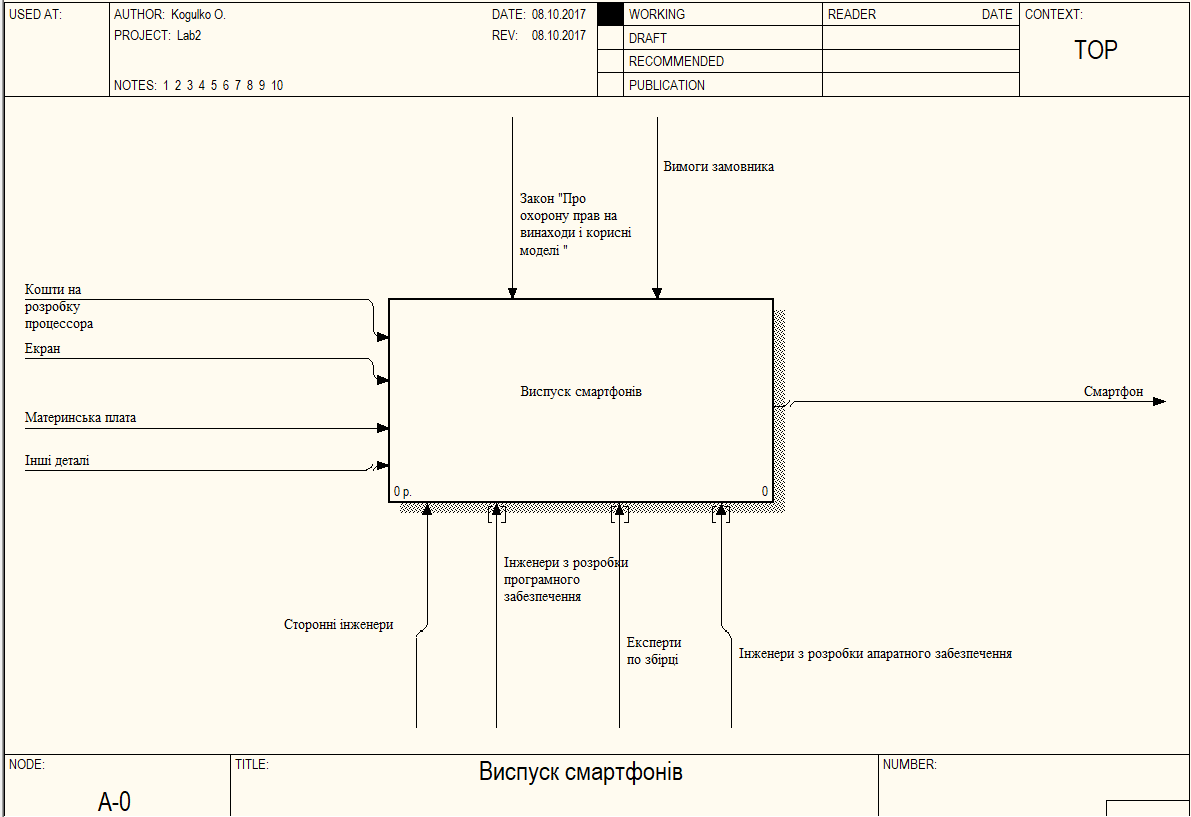 USED AT:
AUTHOR: Kogulko O.
DATE: 08.10.2017
PROJECT: Lab2
REV: 08.10.2017
NOTES: 1 2 3 4 5 6 7 8 9 10
WORKING
DRAFT
RECOMMENDED
PUBLICATION
READER
DATE
CONTEXT:
TOP
Вимоги замовника
Закон "Про
охорону прав на
винаходи і корисні
моделі "
Кошти на
розробку
процессора
Екран
Материнська плата
Інші деталі
Виспуск смартфонів
0 р.
0
Смартфон
Сторонні інженери
Інженери з розробки
програмного
забезпечення
Експерти
по збірці
Інженери з розробки апаратного забезпечення
NODE:
A-0
TITLE:
Виспуск смартфонів
NUMBER: